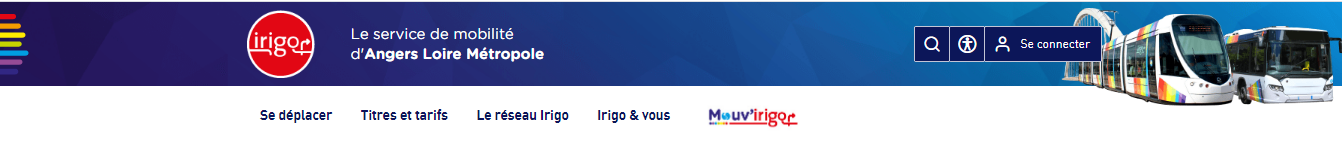 irigo
Le service de mobilité
d'Angers Loire Métropole
Se connecter
Se déplacer
Titres et tarifs
Le réseau Irigo
Irigo & vous
Mouv'irigo